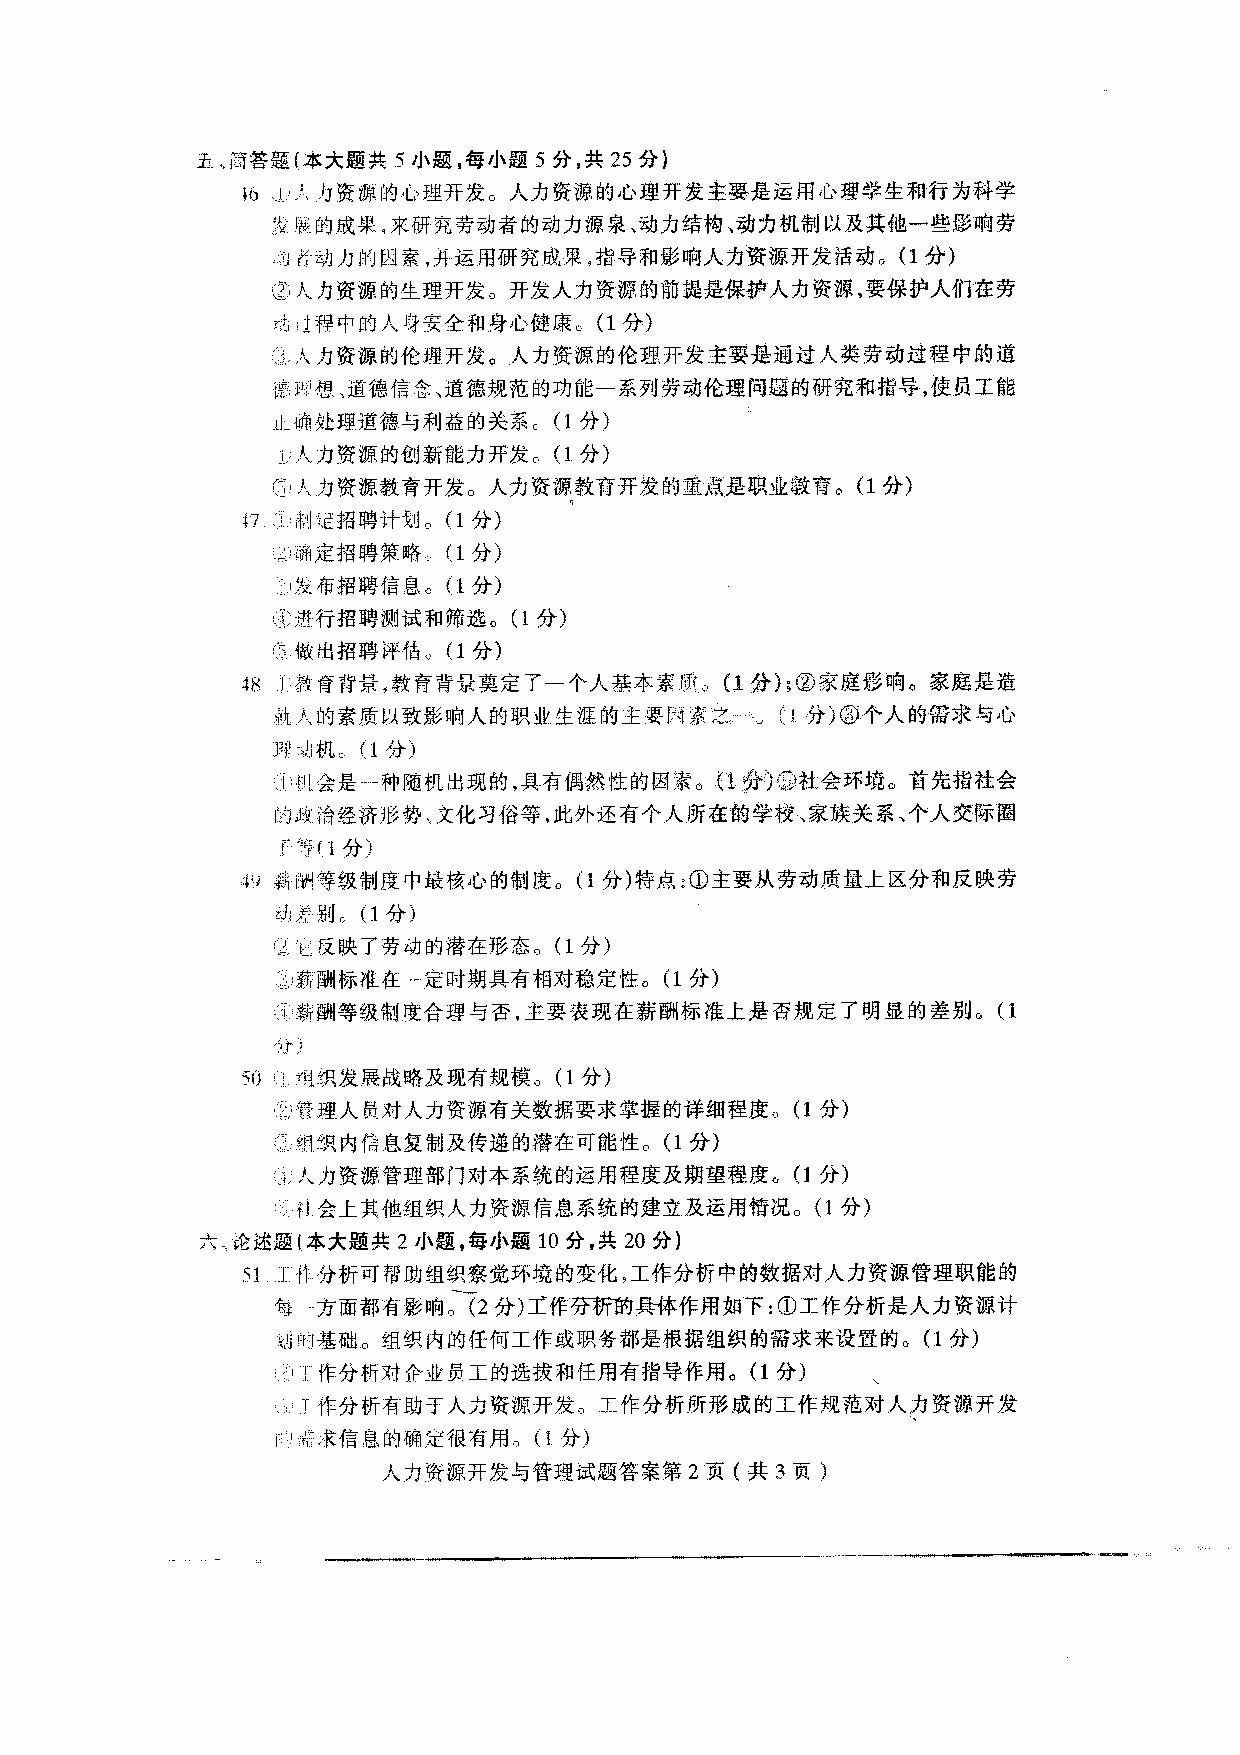 五、简答题(本大题共 5 小题,每小题 5 分,共 25 分)
46 ①人力资源的心理开发。人力资源的心理开发主要是运用心理学生和行为科学
发展的成果,来研究劳动者的动力源泉、动力结构、动力机制以及其他一些影响劳
动者动力的因素,并运用研究成果,指导和影响人力资源开发活动。(1 分)
②人力资源的生理开发。开发人力资源的前提是保护人力资源,要保护人们在劳
动过程中的人身安全和身心健康。(1 分)
③人力资源的伦理开发。人力资源的伦理开发主要是通过人类劳动过程中的道
德理想、道德信念、道德规范的功能一系列劳动伦理问题的研究和指导,使员工能
正确处理道德与利益的关系。(1 分)
④人力资源的创新能力开发。(1 分)
⑤人力资源教育开发。人力资源教育开发的重点是职业教育。(1 分)
47.①制定招聘计划。(1 分)
②确定招聘策略。(1 分)
③发布招聘信息。(1 分)
④进行招聘测试和筛选。(1 分)
⑤做出招聘评估。(1 分)
48 ①教育背景,教育背景奠定了一个人基本素质。(1 分);②家庭影响。家庭是造
就人的素质以致影响人的职业生涯的主要因素之一。(1 分)③个人的需求与心
理动机。(1 分)
④机会是一种随机出现的,具有偶然性的因素。(1 分)⑤社会环境。首先指社会
的政治经济形势、文化习俗等,此外还有个人所在的学校、家族关系、个人交际圈
子等(1 分)
49 薪酬等级制度中最核心的制度。(1 分)特点:①主要从劳动质量上区分和反映劳
动差别。(1 分)
②它反映了劳动的潜在形态。(1 分)
③薪酬标准在一定时期具有相对稳定性。(1 分)
④薪酬等级制度合理与否,主要表现在薪酬标准上是否规定了明显的差别。(1
分)
50 ①组织发展战略及现有规模。(1 分)
②管理人员对人力资源有关数据要求掌握的详细程度。(1 分)
③组织内信息复制及传递的潜在可能性。(1 分)
④人力资源管理部门对本系统的运用程度及期望程度。(1 分)
⑤社会上其他组织人力资源信息系统的建立及运用情况。(1 分)
六、论述题(本大题共 2 小题,每小题 10 分,共 20 分)
51.工作分析可帮助组织察觉环境的变化,工作分析中的数据对人力资源管理职能的
每一方面都有影响。(2 分)工作分析的具体作用如下:①工作分析是人力资源计
划的基础。组织内的任何工作或职务都是根据组织的需求来设置的。(1 分)
②工作分析对企业员工的选拔和任用有指导作用。(1 分)
③工作分析有助于人力资源开发。工作分析所形成的工作规范对人力资源开发
的需求信息的确定很有用。(1 分)
人力资源开发与管理试题答案第 2 页 ( 共 3 页 )